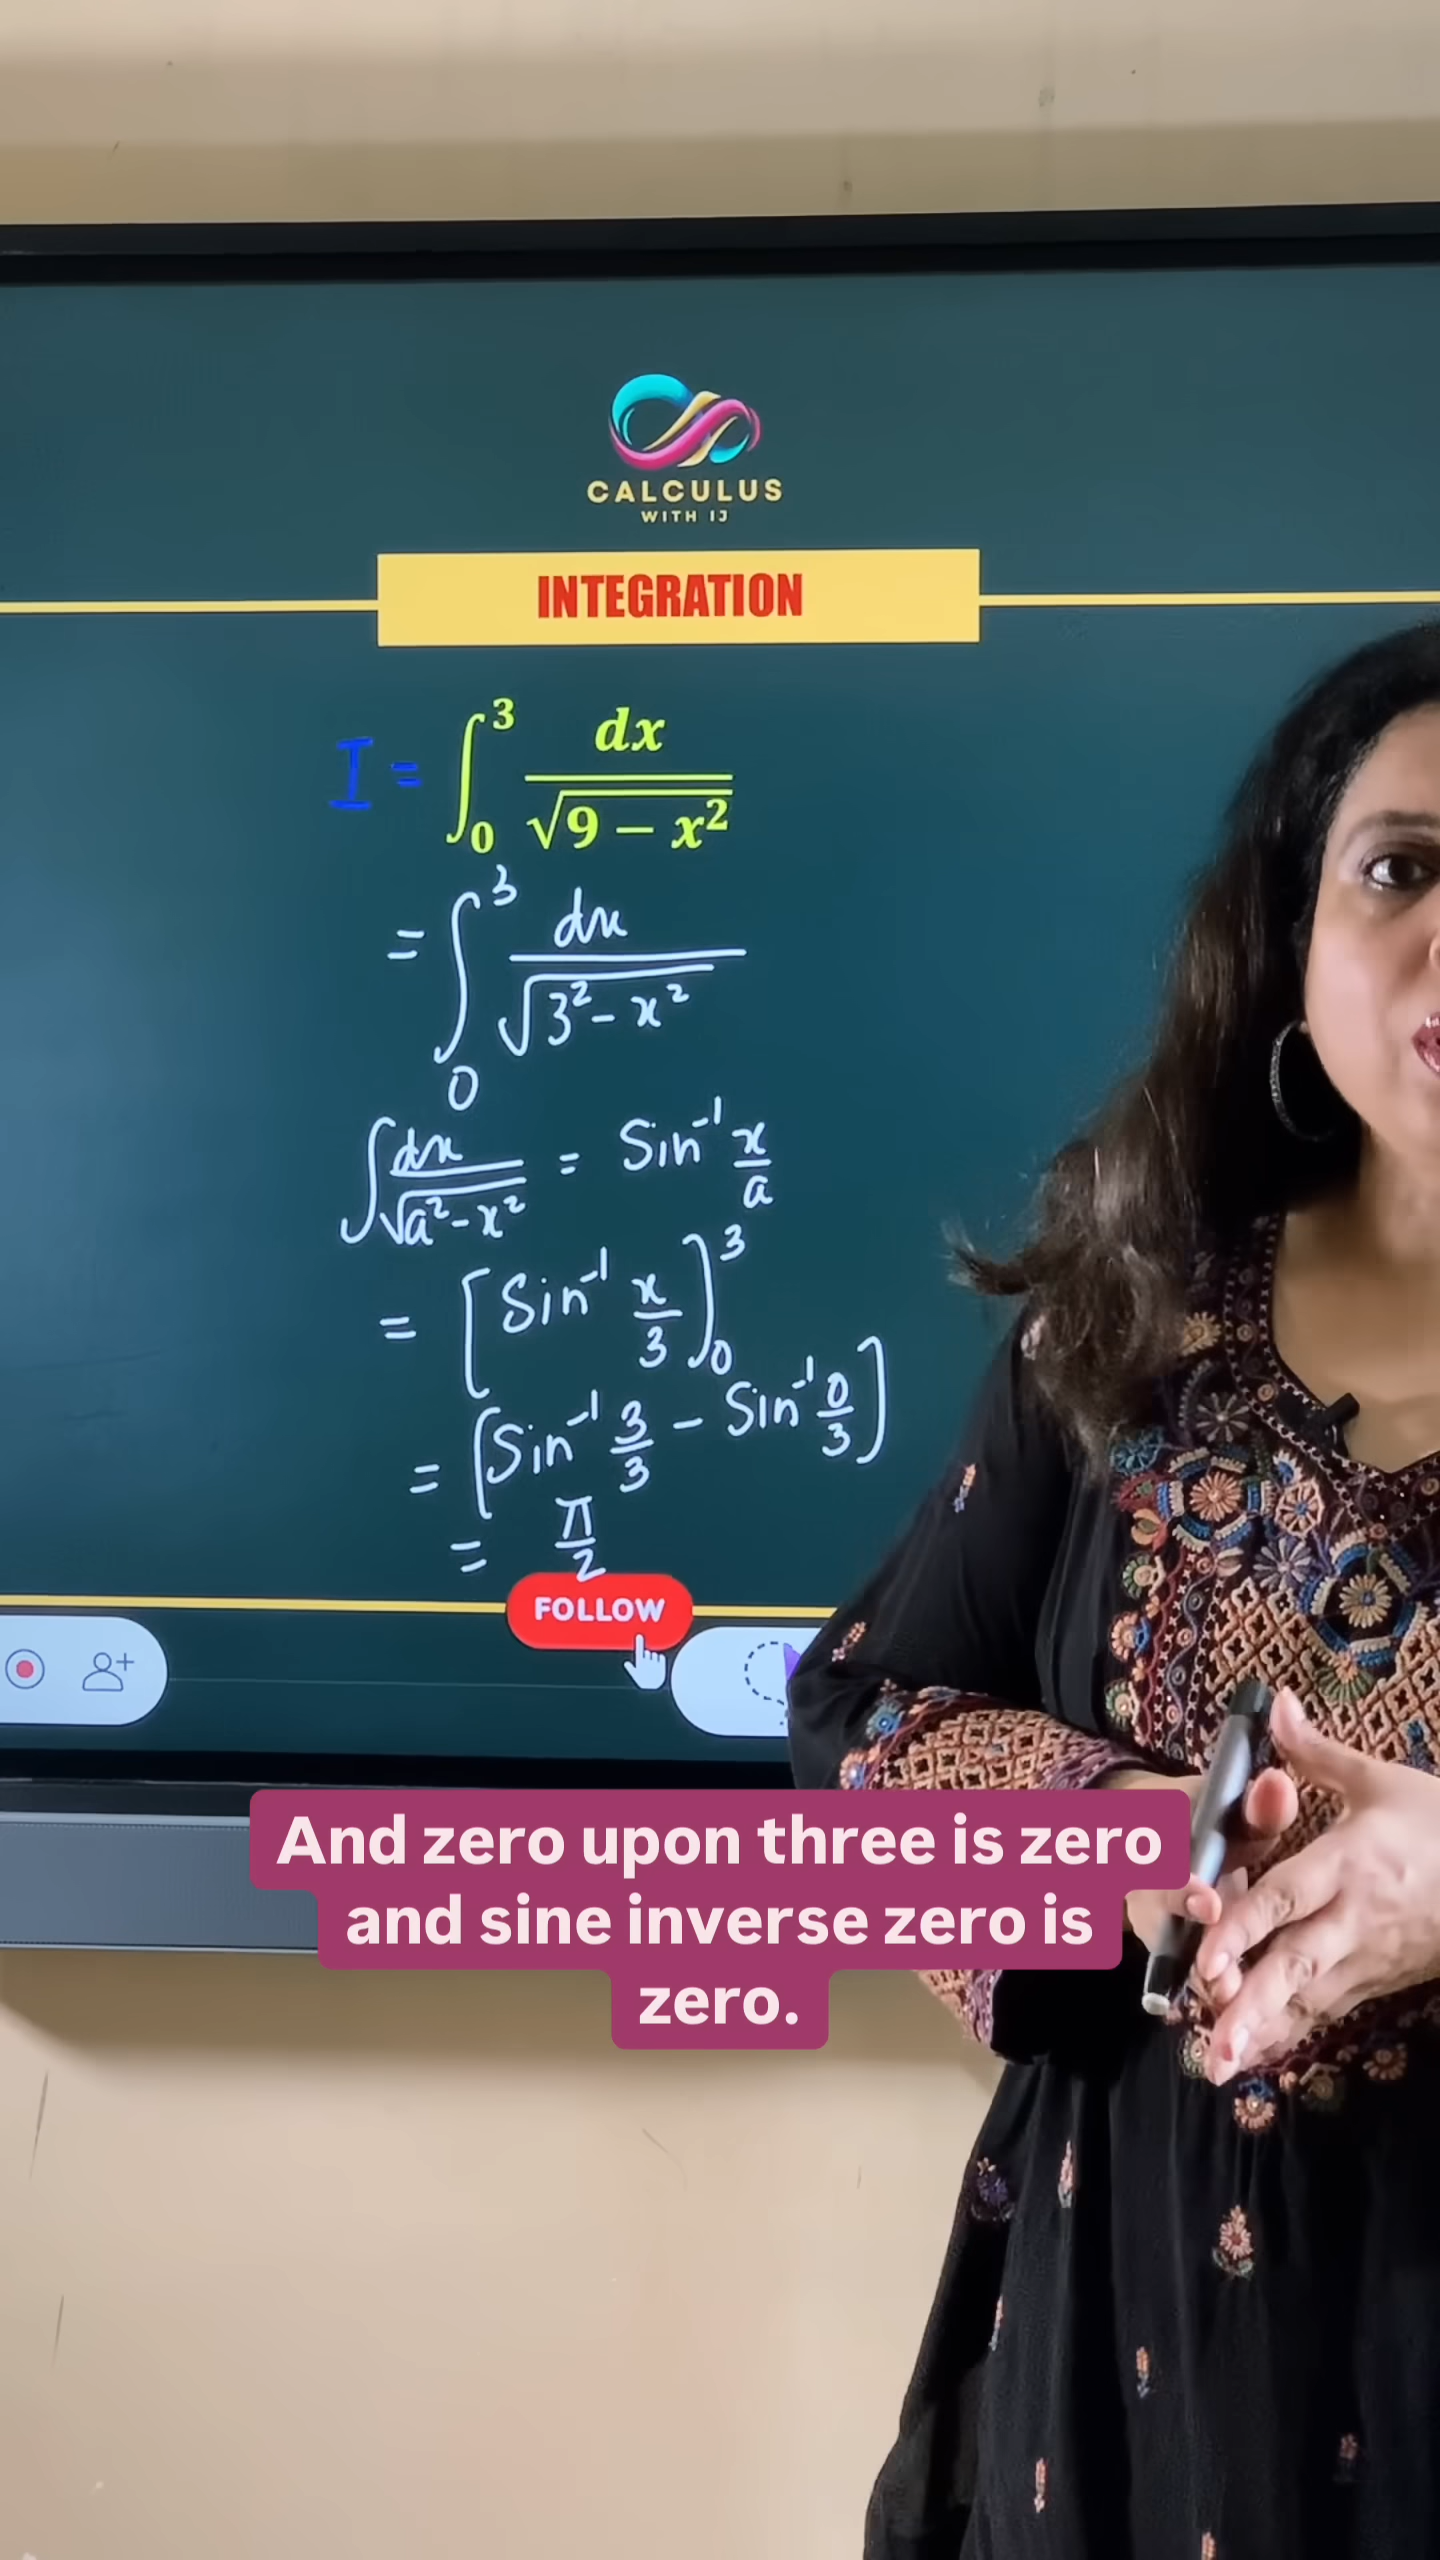 CALCULUS
WITH IJ
INTEGRATION
I = ∫₀³ dx / √(9 − x²)
= ∫₀³ dx / √(3² − x²)
∫ dx / √(a² − x²) = Sin⁻¹ x/a
= [Sin⁻¹ x/3]₀³
= [Sin⁻¹ 3/3 − Sin⁻¹ 0/3]
= π/2
FOLLOW
And zero upon three is zero
and sine inverse zero is
zero.